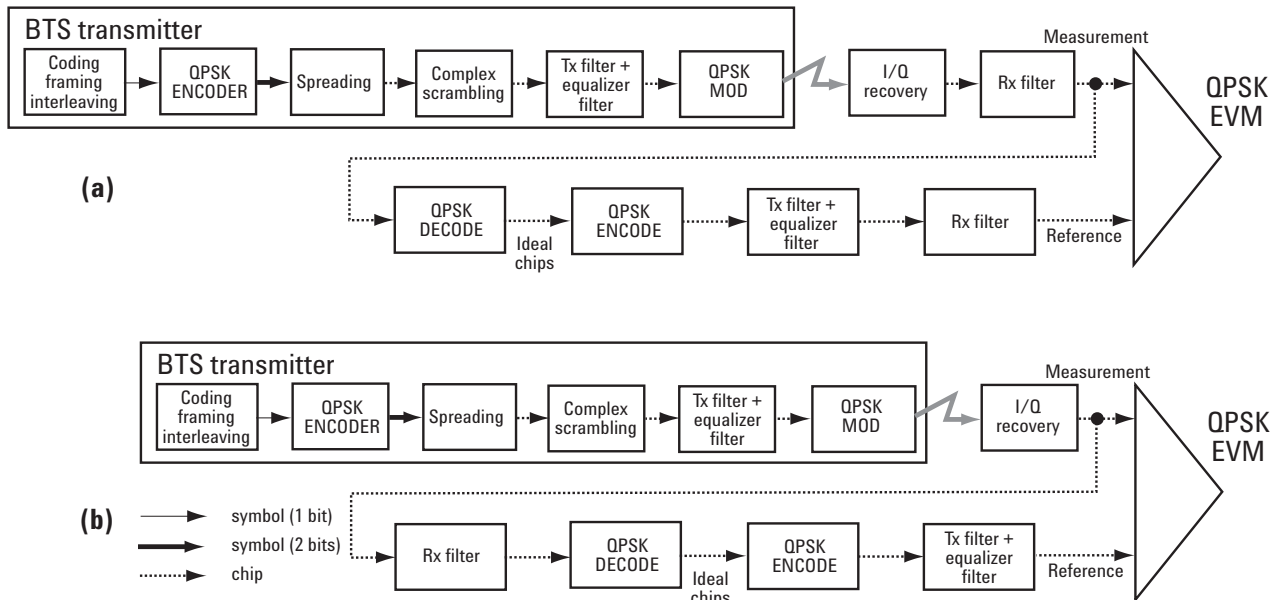 BTS transmitter
Coding
framing
interleaving
QPSK
ENCODER
Spreading
Complex
scrambling
Tx filter +
equalizer
filter
QPSK
MOD
I/Q
recovery
Rx filter
Measurement
QPSK
EVM
(a)
QPSK
DECODE
Ideal
chips
QPSK
ENCODE
Tx filter +
equalizer
filter
Rx filter
Reference
BTS transmitter
Coding
framing
interleaving
QPSK
ENCODER
Spreading
Complex
scrambling
Tx filter +
equalizer
filter
QPSK
MOD
I/Q
recovery
Measurement
QPSK
EVM
(b)
symbol (1 bit)
symbol (2 bits)
chip
Rx filter
QPSK
DECODE
Ideal
chips
QPSK
ENCODE
Tx filter +
equalizer
filter
Reference